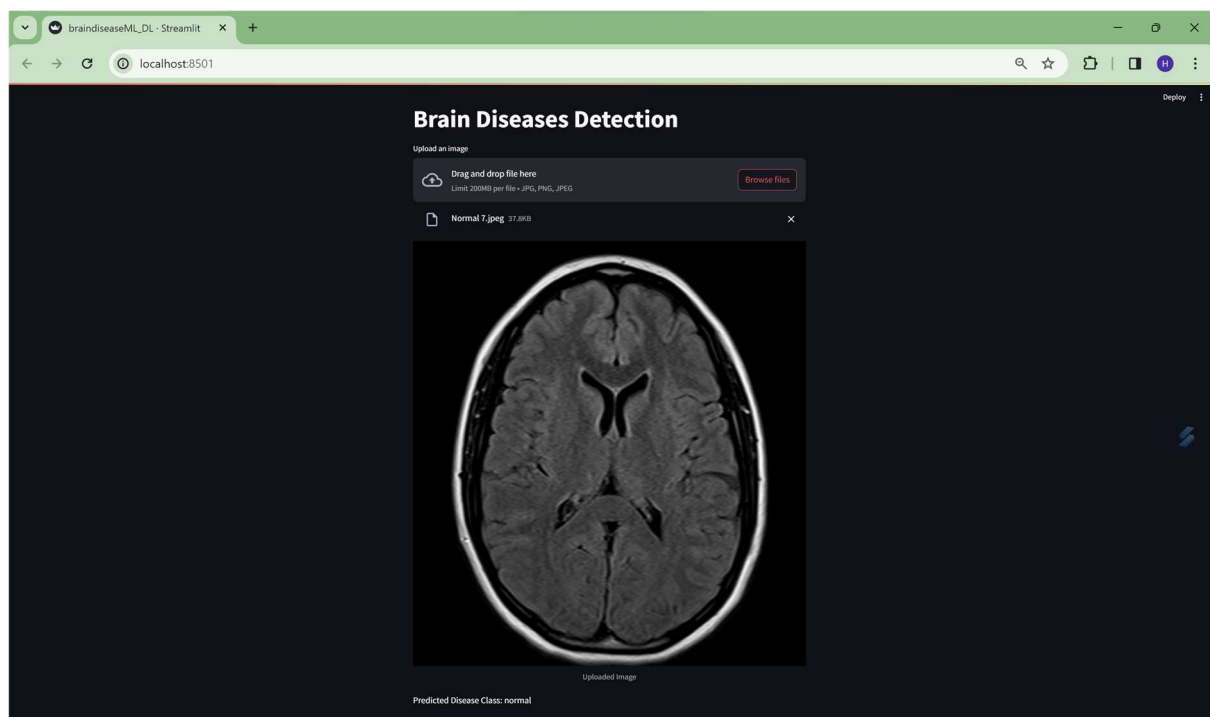 braindiseaseML_DL · Streamlit
localhost:8501
H
Deploy
Brain Diseases Detection
Upload an image
Drag and drop file here
Limit 200MB per file • JPG, PNG, JPEG
Browse files
Normal 7.jpeg 37.8KB
Uploaded Image
Predicted Disease Class: normal